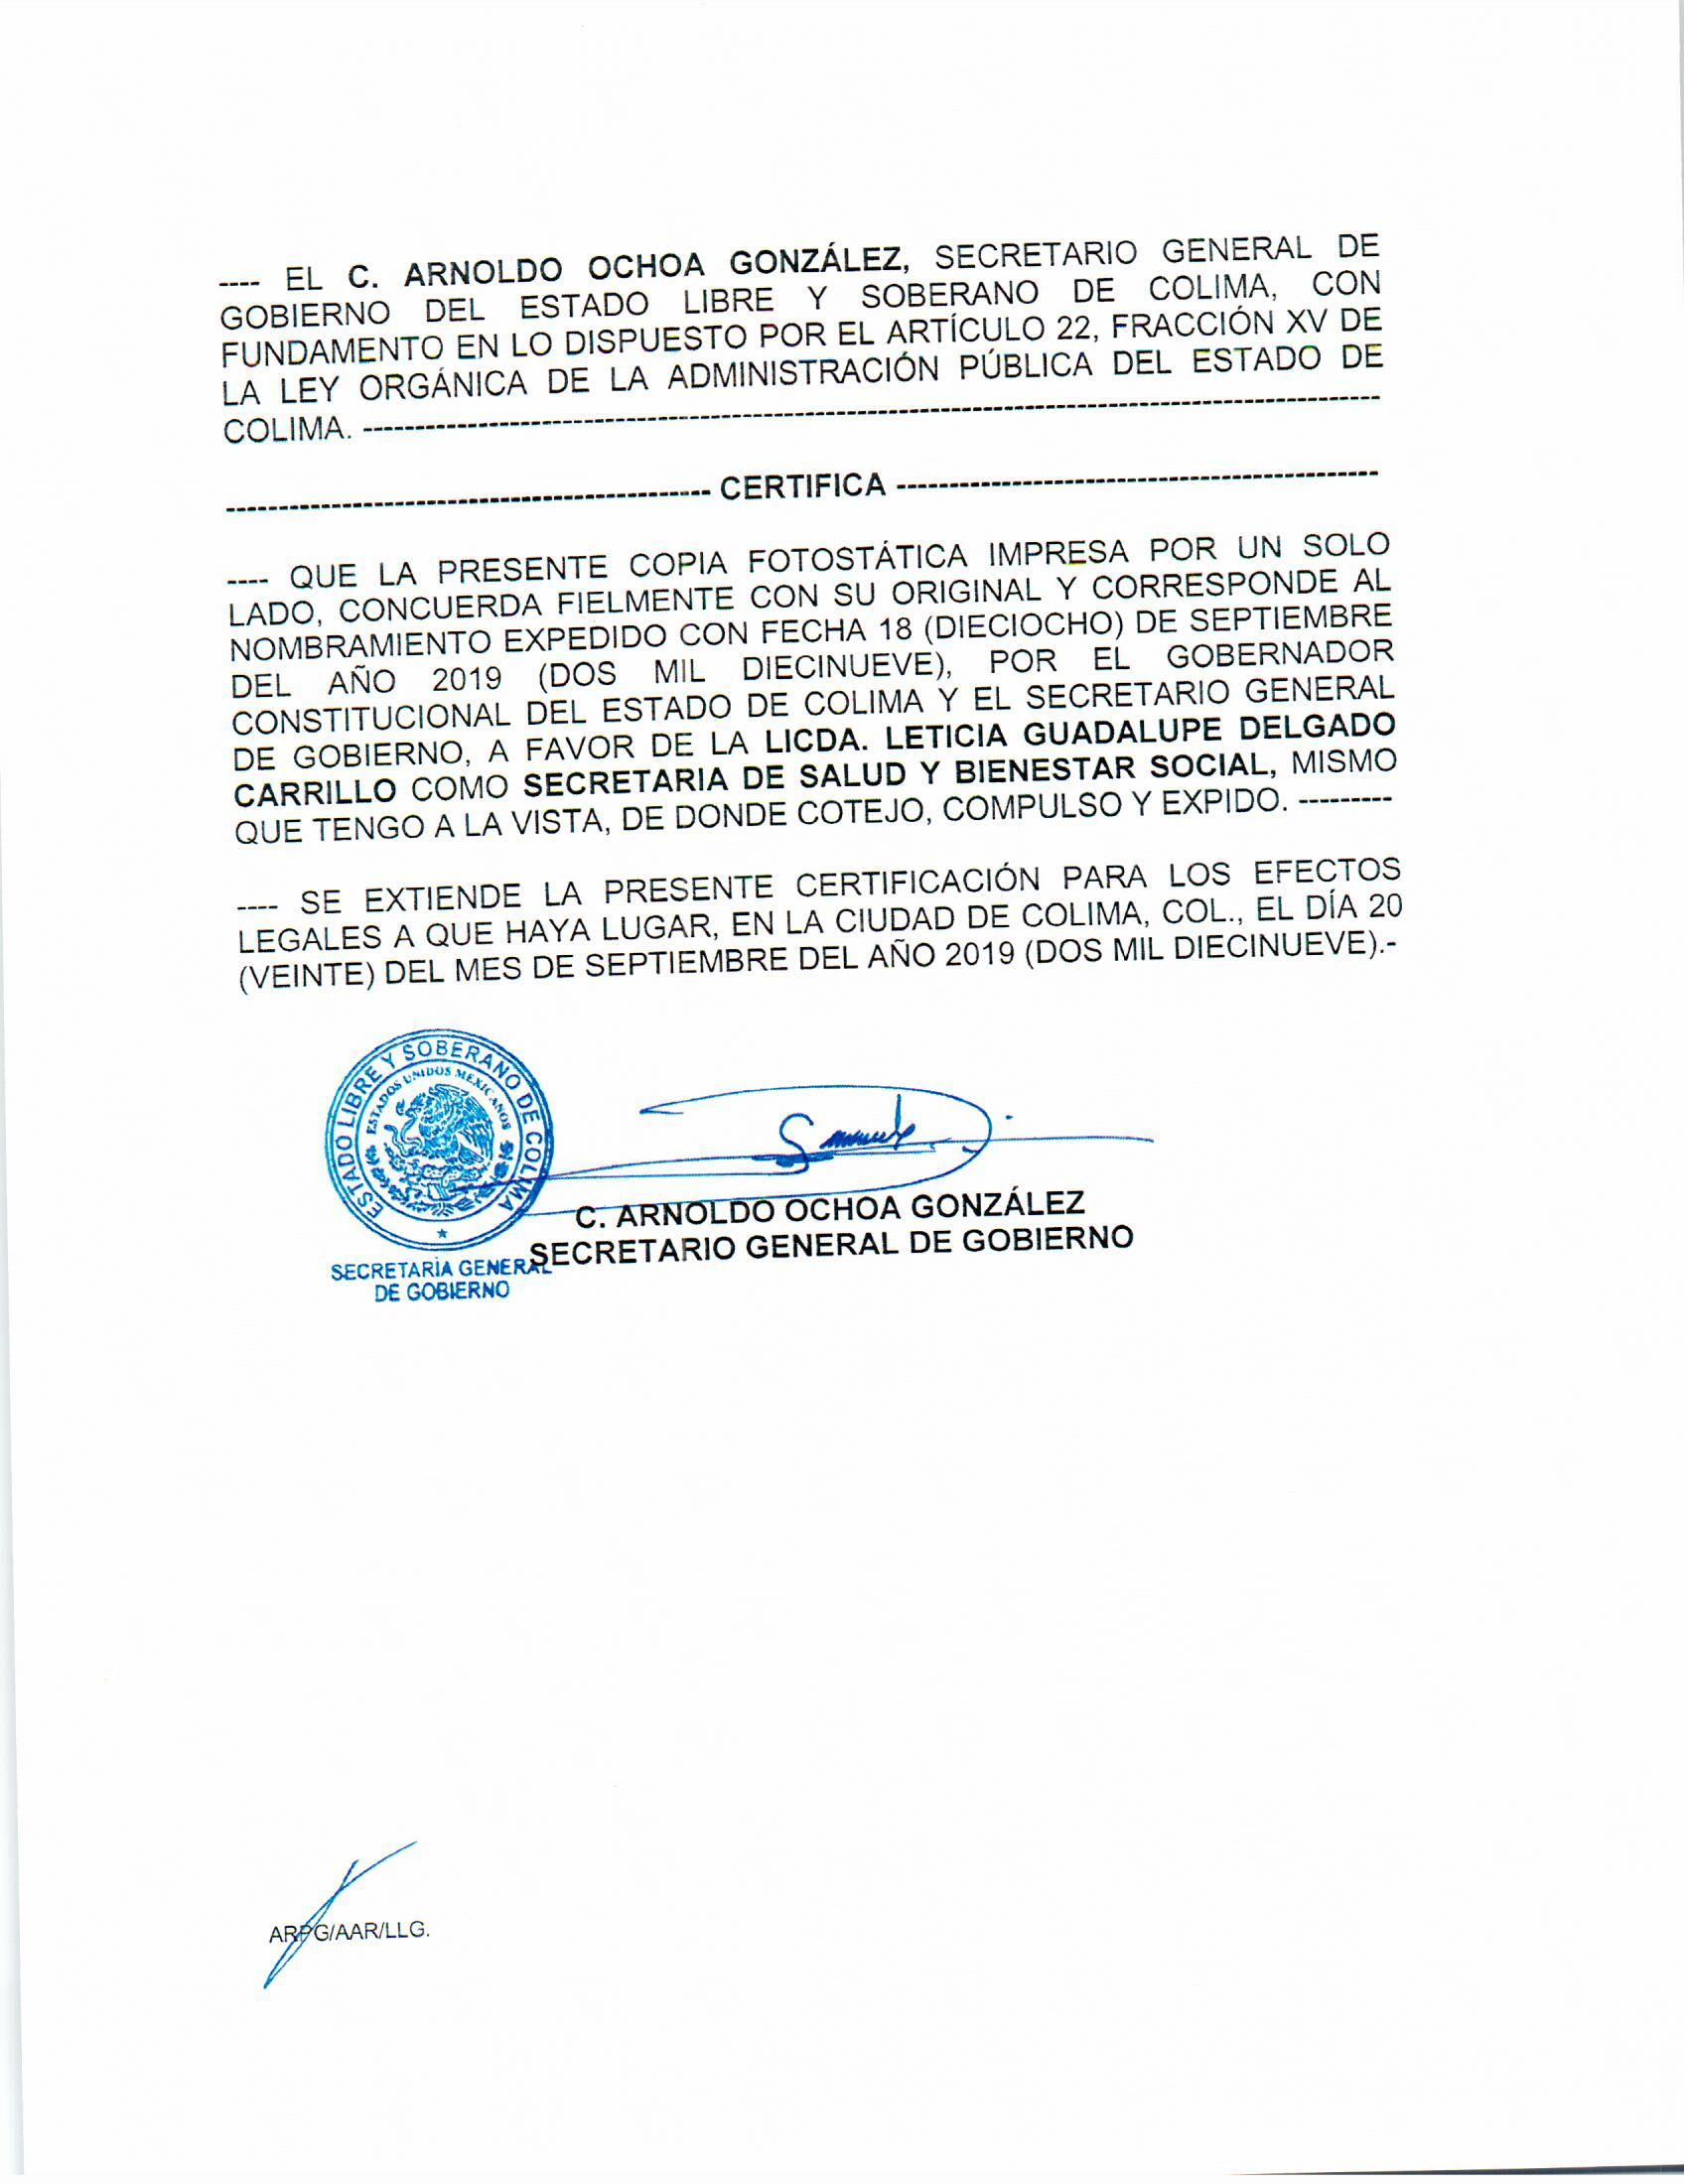 ---- EL C. ARNOLDO OCHOA GONZÁLEZ, SECRETARIO GENERAL DE
GOBIERNO DEL ESTADO LIBRE Y SOBERANO DE COLIMA, CON
FUNDAMENTO EN LO DISPUESTO POR EL ARTÍCULO 22, FRACCIÓN XV DE
LA LEY ORGÁNICA DE LA ADMINISTRACIÓN PÚBLICA DEL ESTADO DE
COLIMA. ----------------------------------------------------------------------------------------------------
----------------------------------------------- CERTIFICA -----------------------------------------------
---- QUE LA PRESENTE COPIA FOTOSTÁTICA IMPRESA POR UN SOLO
LADO, CONCUERDA FIELMENTE CON SU ORIGINAL Y CORRESPONDE AL
NOMBRAMIENTO EXPEDIDO CON FECHA 18 (DIECIOCHO) DE SEPTIEMBRE
DEL AÑO 2019 (DOS MIL DIECINUEVE), POR EL GOBERNADOR
CONSTITUCIONAL DEL ESTADO DE COLIMA Y EL SECRETARIO GENERAL
DE GOBIERNO, A FAVOR DE LA LICDA. LETICIA GUADALUPE DELGADO
CARRILLO COMO SECRETARIA DE SALUD Y BIENESTAR SOCIAL, MISMO
QUE TENGO A LA VISTA, DE DONDE COTEJO, COMPULSO Y EXPIDO. ---------
---- SE EXTIENDE LA PRESENTE CERTIFICACIÓN PARA LOS EFECTOS
LEGALES A QUE HAYA LUGAR, EN LA CIUDAD DE COLIMA, COL., EL DÍA 20
(VEINTE) DEL MES DE SEPTIEMBRE DEL AÑO 2019 (DOS MIL DIECINUEVE).-
ESTADO LIBRE Y SOBERANO DE COLIMA
ESTADOS UNIDOS MEXICANOS
C. ARNOLDO OCHOA GONZÁLEZ
SECRETARIO GENERAL DE GOBIERNO
SECRETARÍA GENERAL
DE GOBIERNO
ARPG/AAR/LLG.